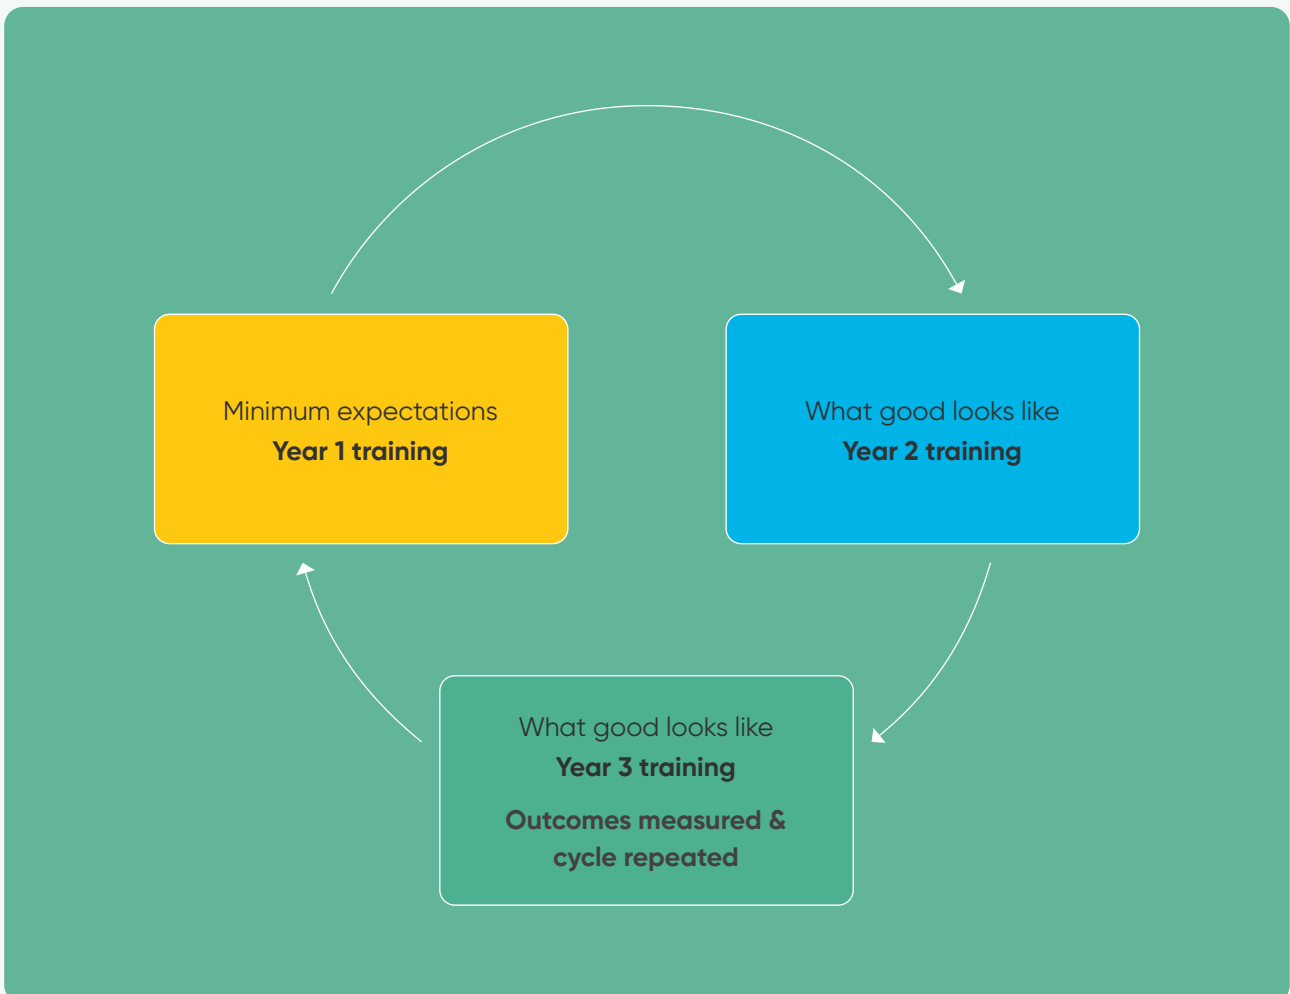 Minimum expectations
Year 1 training
What good looks like
Year 2 training
What good looks like
Year 3 training
Outcomes measured &
cycle repeated